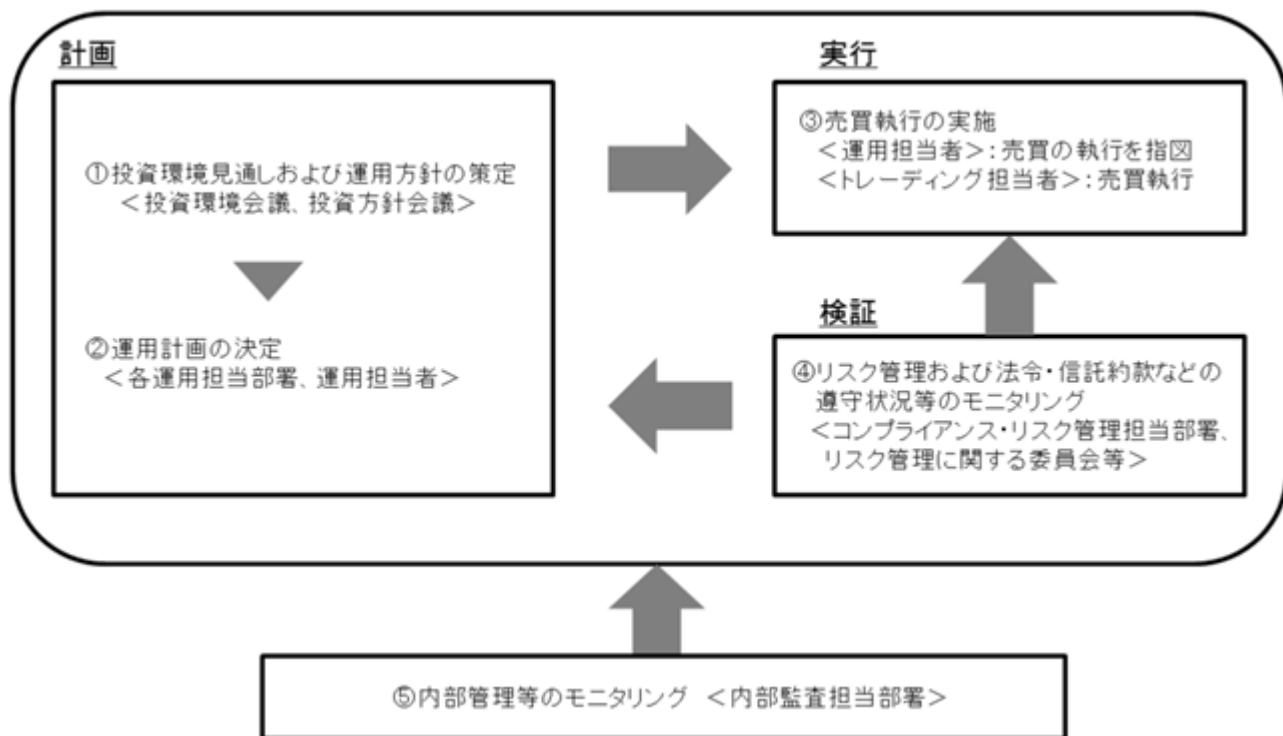 計画
①投資環境見通しおよび運用方針の策定
<投資環境会議、投資方針会議>
②運用計画の決定
<各運用担当部署、運用担当者>
実行
③売買執行の実施
<運用担当者>:売買の執行を指図
<トレーディング担当者>:売買執行
検証
④リスク管理および法令・信託約款などの
遵守状況等のモニタリング
<コンプライアンス・リスク管理担当部署、
リスク管理に関する委員会等>
⑤内部管理等のモニタリング <内部監査担当部署>